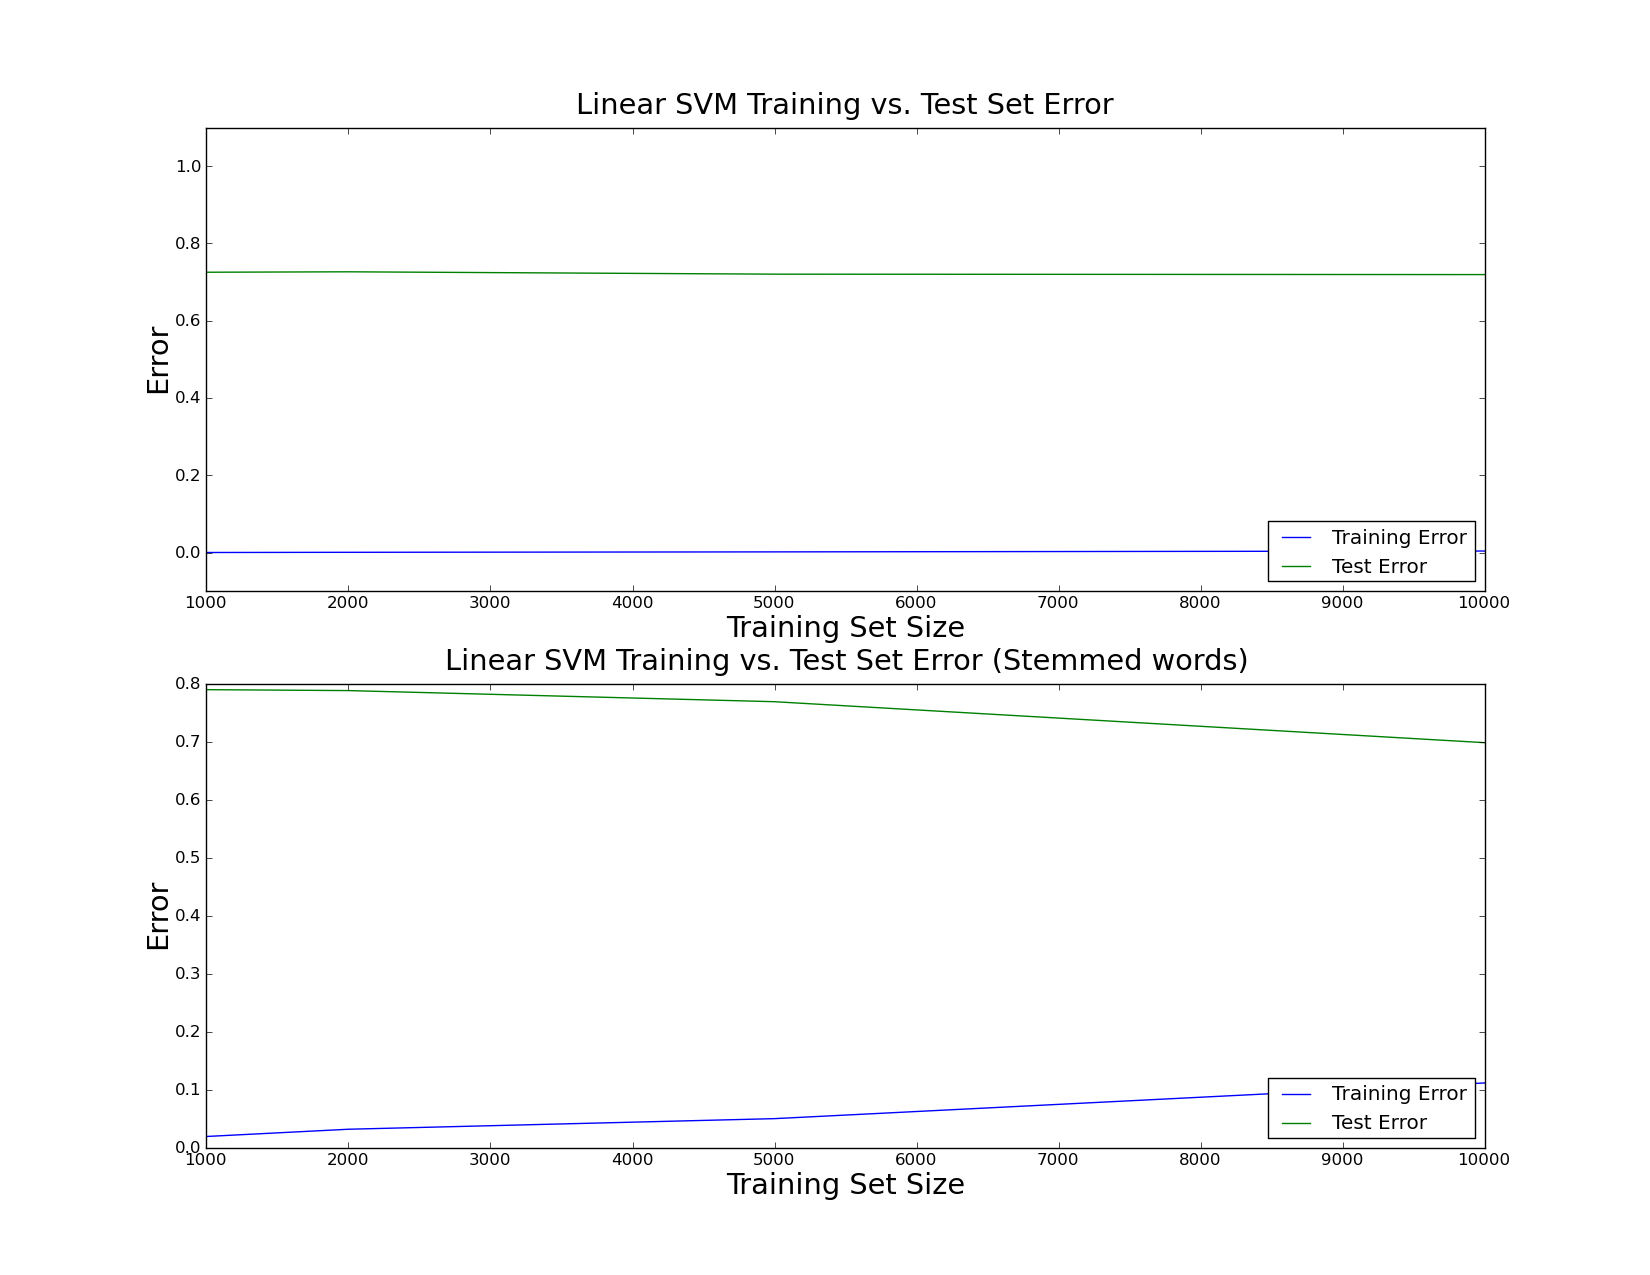 Linear SVM Training vs. Test Set Error
1.0
0.8
0.6
0.4
0.2
0.0
Error
Training Error
Test Error
1000 2000 3000 4000 5000 6000 7000 8000 9000 10000
Training Set Size
Linear SVM Training vs. Test Set Error (Stemmed words)
0.8
0.7
0.6
0.5
0.4
0.3
0.2
0.1
0.0
Error
Training Error
Test Error
1000 2000 3000 4000 5000 6000 7000 8000 9000 10000
Training Set Size